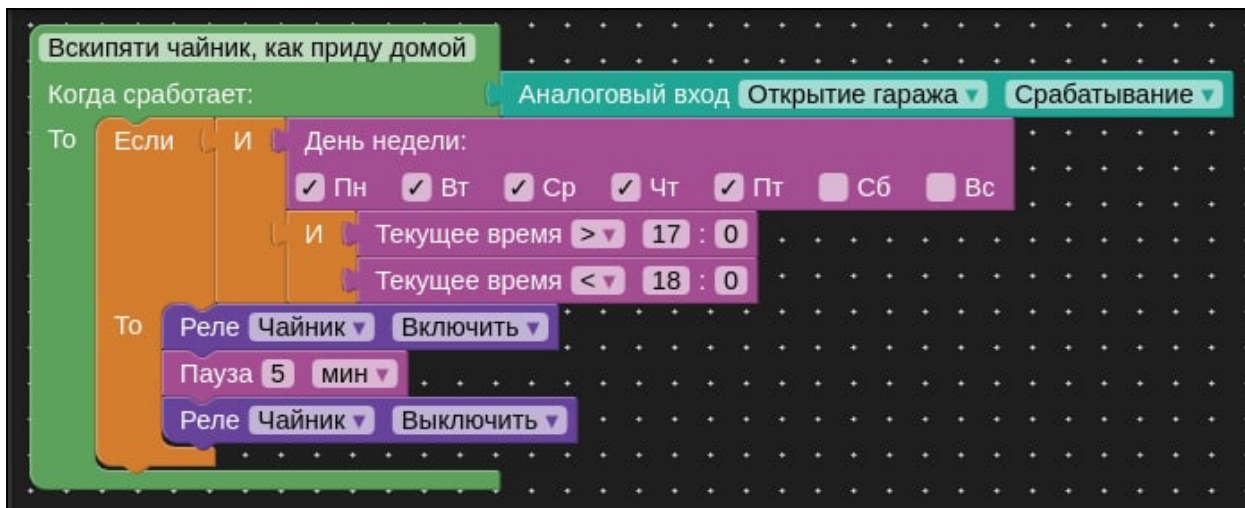 Вскипяти чайник, как приду домой
Когда сработает: Аналоговый вход Открытие гаража Срабатывание
То Если И День недели:
Пн Вт Ср Чт Пт Сб Вс
И Текущее время > 17 : 0
Текущее время < 18 : 0
То Реле Чайник Включить
Пауза 5 мин
Реле Чайник Выключить